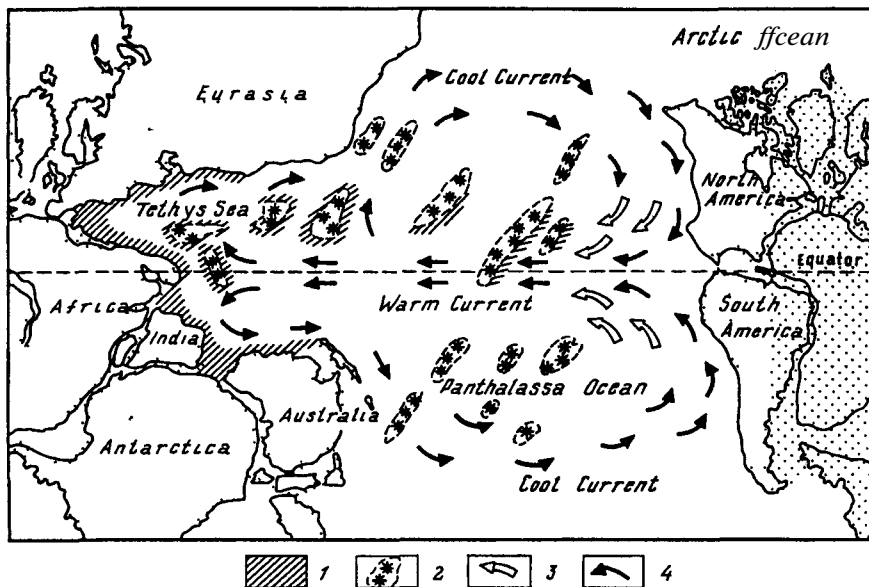 Arctic ffcean
Cool Current
Eurasia
North
America
Tethys Sea
Equator
Africa
Warm Current
South
America
India
Panthalassa Ocean
Australia
Antarctica
Cool Current
1 2 3 4